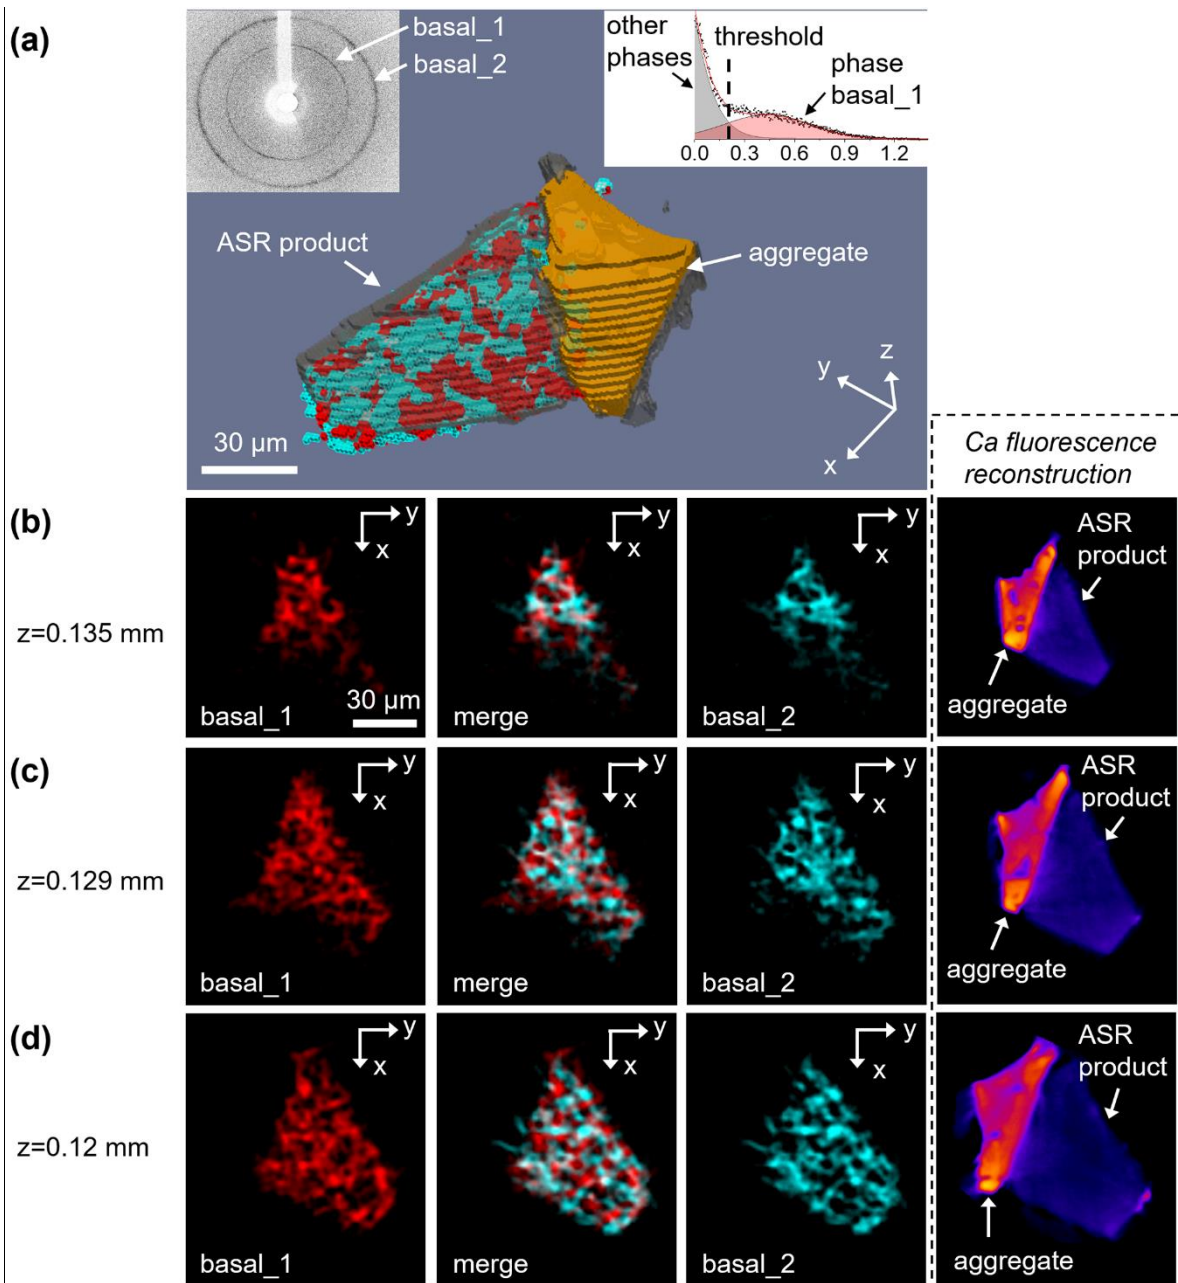 (a)
basal_1
basal_2
other
phases
threshold
phase
basal_1
0.0 0.3 0.6 0.9 1.2
ASR
product
aggregate
30 µm
z
y
x
Ca fluorescence
reconstruction
(b)
z=0.135 mm
y
x
30 µm
basal_1
y
x
merge
y
x
basal_2
ASR
product
aggregate
(c)
z=0.129 mm
y
x
basal_1
y
x
merge
y
x
basal_2
ASR
product
aggregate
(d)
z=0.12 mm
y
x
basal_1
y
x
merge
y
x
basal_2
ASR
product
aggregate